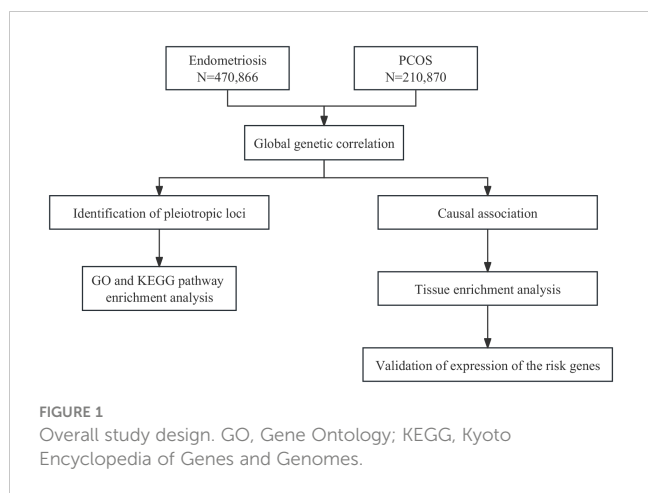 Endometriosis
N=470,866
PCOS
N=210,870
Global genetic correlation
Identification of pleiotropic loci
Causal association
GO and KEGG pathway
enrichment analysis
Tissue enrichment analysis
Validation of expression of the risk genes
FIGURE 1
Overall study design. GO, Gene Ontology; KEGG, Kyoto
Encyclopedia of Genes and Genomes.